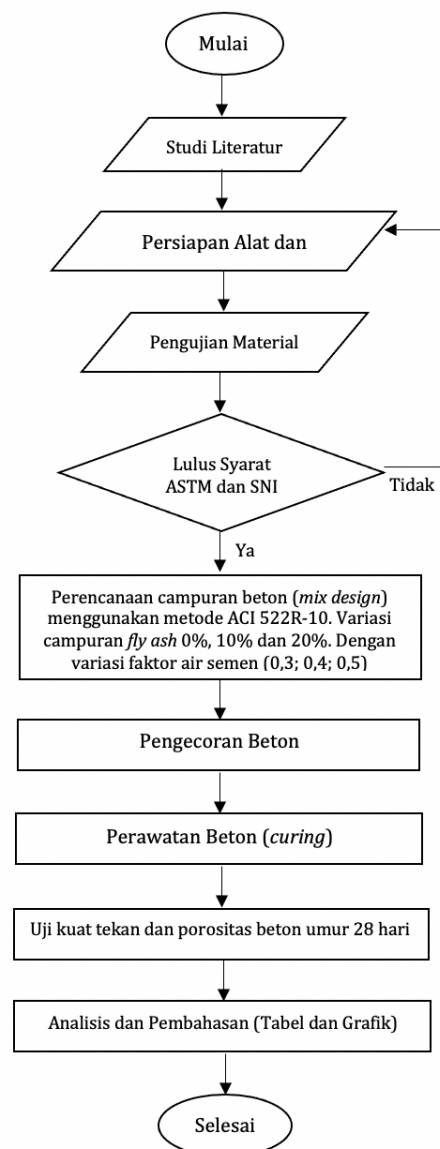 Mulai
Studi Literatur
Persiapan Alat dan
Pengujian Material
Lulus Syarat
ASTM dan SNI
Tidak
Ya
Perencanaan campuran beton (mix design)
menggunakan metode ACI 522R-10. Variasi
campuran fly ash 0%, 10% dan 20%. Dengan
variasi faktor air semen (0,3; 0,4; 0,5)
Pengecoran Beton
Perawatan Beton (curing)
Uji kuat tekan dan porositas beton umur 28 hari
Analisis dan Pembahasan (Tabel dan Grafik)
Selesai